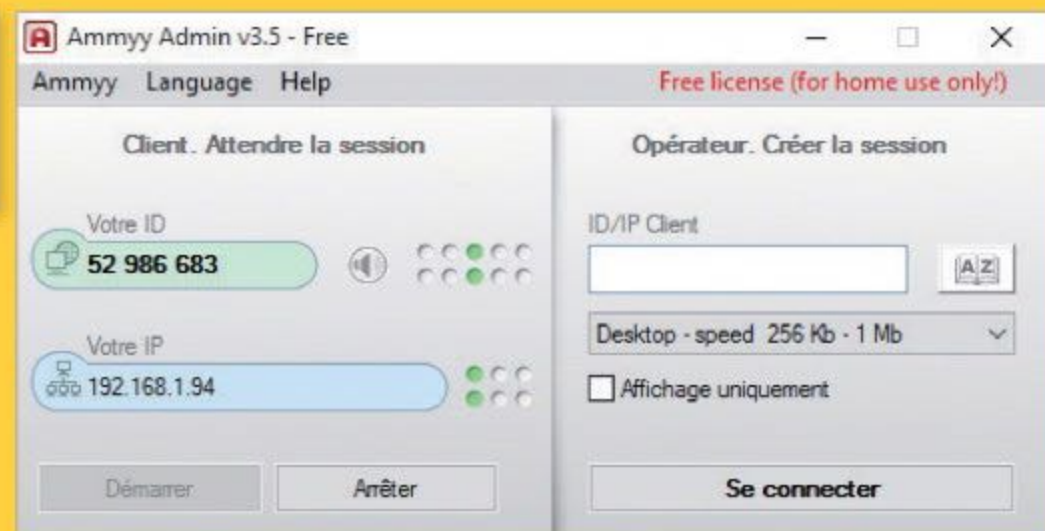 Ammyy Admin v3.5 - Free
Ammyy Language Help Free license (for home use only!)
Client. Attendre la session
Votre ID
52 986 683
Votre IP
192.168.1.94
Démarrer Arrêter
Opérateur. Créer la session
ID/IP Client
AZ
Desktop - speed 256 Kb - 1 Mb
Affichage uniquement
Se connecter